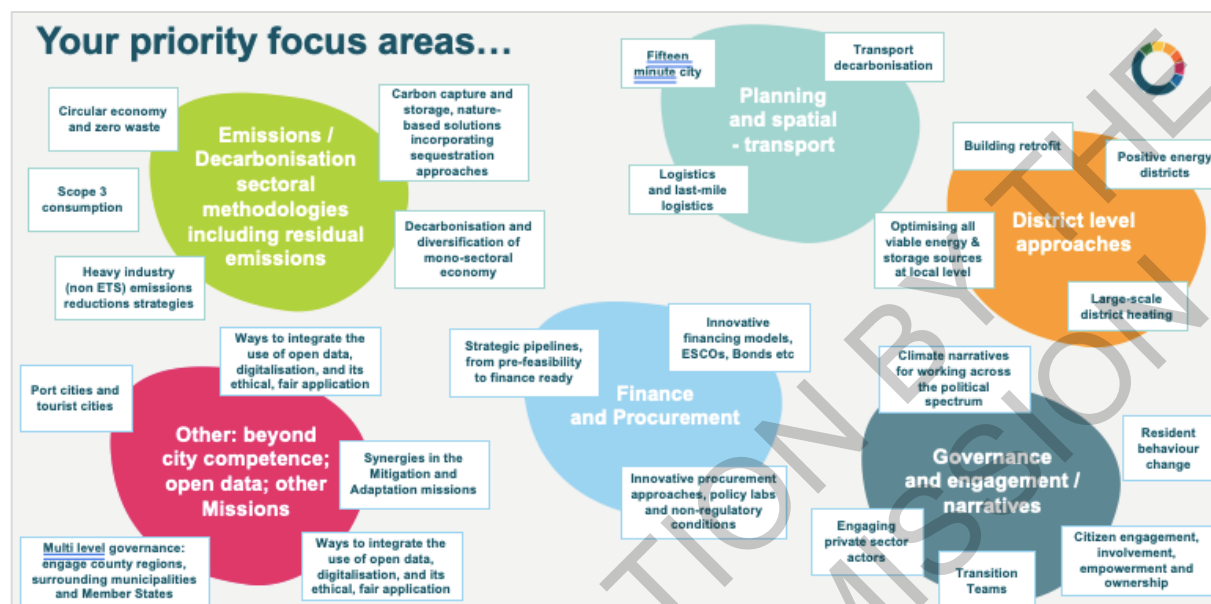 Your priority focus areas...
Circular economy
and zero waste
Scope 3
consumption
Heavy industry
(non ETS) emissions
reductions strategies
Emissions /
Decarbonisation
sectoral
methodologies
including residual
emissions
Carbon capture and
storage, nature-
based solutions
incorporating
sequestration
approaches
Decarbonisation and
diversification of
mono-sectoral
economy
Fifteen
minute city
Transport
decarbonisation
Planning
and spatial
- transport
Logistics
and last-mile
logistics
Building retrofit
Positive energy
districts
District level
approaches
Optimising all
viable energy &
storage sources
at local level
Large-scale
district heating
Port cities and
tourist cities
Ways to integrate the
use of open data,
digitalisation, and its
ethical, fair application
Other: beyond
city competence;
open data; other
Missions
Synergies in the
Mitigation and
Adaptation missions
Multi level governance:
engage county regions,
surrounding municipalities
and Member States
Ways to integrate the
use of open data,
digitalisation, and its
ethical, fair application
Strategic pipelines,
from pre-feasibility
to finance ready
Innovative
financing models,
ESCOs, Bonds etc
Finance
and Procurement
Innovative procurement
approaches, policy labs
and non-regulatory
conditions
Climate narratives
for working across
the political
spectrum
Resident
behaviour
change
Governance
and engagement /
narratives
Engaging
private sector
actors
Transition
Teams
Citizen engagement,
involvement,
empowerment and
ownership
TION BY THE
MISSION